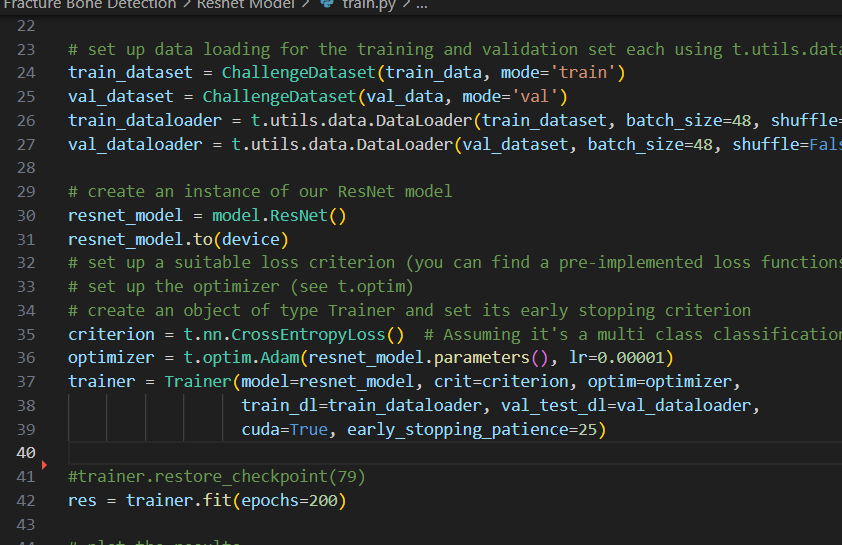 Fracture Bone Detection > Resnet Model > train.py > ...
22
23 # set up data loading for the training and validation set each using t.utils.data
24 train_dataset = ChallengeDataset(train_data, mode='train')
25 val_dataset = ChallengeDataset(val_data, mode='val')
26 train_dataloader = t.utils.data.DataLoader(train_dataset, batch_size=48, shuffle=
27 val_dataloader = t.utils.data.DataLoader(val_dataset, batch_size=48, shuffle=Fals
28
29 # create an instance of our ResNet model
30 resnet_model = model.ResNet()
31 resnet_model.to(device)
32 # set up a suitable loss criterion (you can find a pre-implemented loss functions
33 # set up the optimizer (see t.optim)
34 # create an object of type Trainer and set its early stopping criterion
35 criterion = t.nn.CrossEntropyLoss()  # Assuming it's a multi class classification
36 optimizer = t.optim.Adam(resnet_model.parameters(), lr=0.00001)
37 trainer = Trainer(model=resnet_model, crit=criterion, optim=optimizer,
38                   train_dl=train_dataloader, val_test_dl=val_dataloader,
39                   cuda=True, early_stopping_patience=25)
40
41 #trainer.restore_checkpoint(79)
42 res = trainer.fit(epochs=200)
43
44 # plot the results